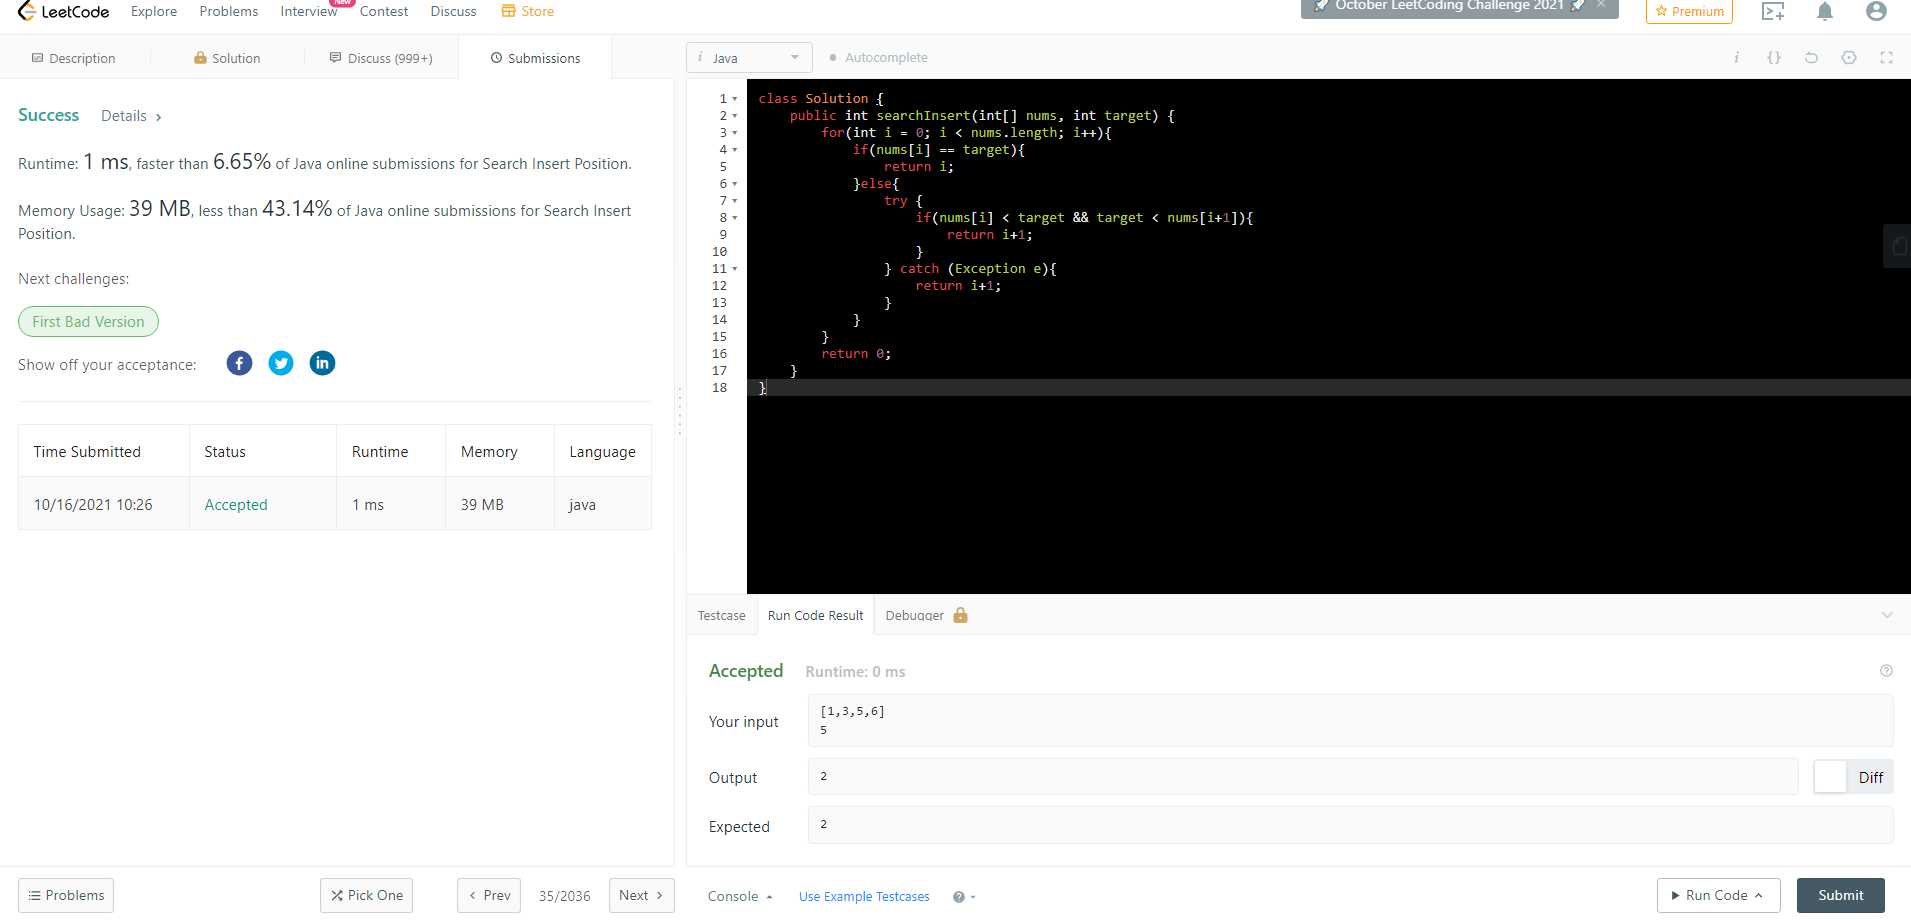 LeetCode Explore Problems Interview New Contest Discuss Store October LeetCoding Challenge 2021 Premium
Description Solution Discuss (999+) Submissions
Success Details
Runtime: 1 ms, faster than 6.65% of Java online submissions for Search Insert Position.
Memory Usage: 39 MB, less than 43.14% of Java online submissions for Search Insert
Position.
Next challenges:
First Bad Version
Show off your acceptance:
Time Submitted Status Runtime Memory Language
10/16/2021 10:26 Accepted 1 ms 39 MB java
Problems Pick One Prev 35/2036 Next
i Java Autocomplete i {}
1 class Solution {
2     public int searchInsert(int[] nums, int target) {
3         for(int i = 0; i < nums.length; i++){
4             if(nums[i] == target){
5                 return i;
6             }else{
7                 try {
8                     if(nums[i] < target && target < nums[i+1]){
9                         return i+1;
10                     }
11                 } catch (Exception e){
12                     return i+1;
13                 }
14             }
15         }
16         return 0;
17     }
18 }
Testcase Run Code Result Debugger
Accepted Runtime: 0 ms
Your input
[1,3,5,6]
5
Output 2 Diff
Expected 2
Console Use Example Testcases Run Code Submit